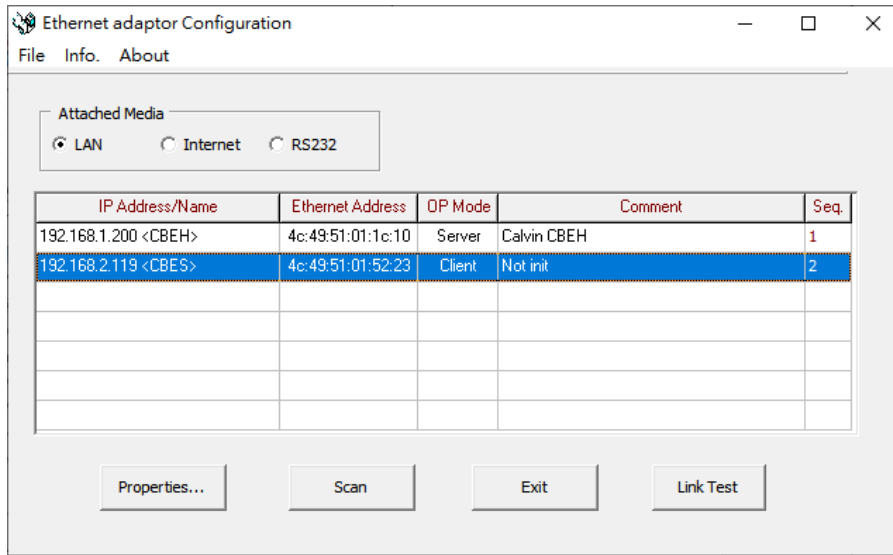 Ethernet adaptor Configuration
File Info. About
Attached Media
LAN Internet RS232
IP Address/Name Ethernet Address OP Mode Comment Seq.
192.168.1.200 <CBEH> 4c:49:51:01:1c:10 Server Calvin CBEH 1
192.168.2.119 <CBES> 4c:49:51:01:52:23 Client Not init 2
Properties... Scan Exit Link Test